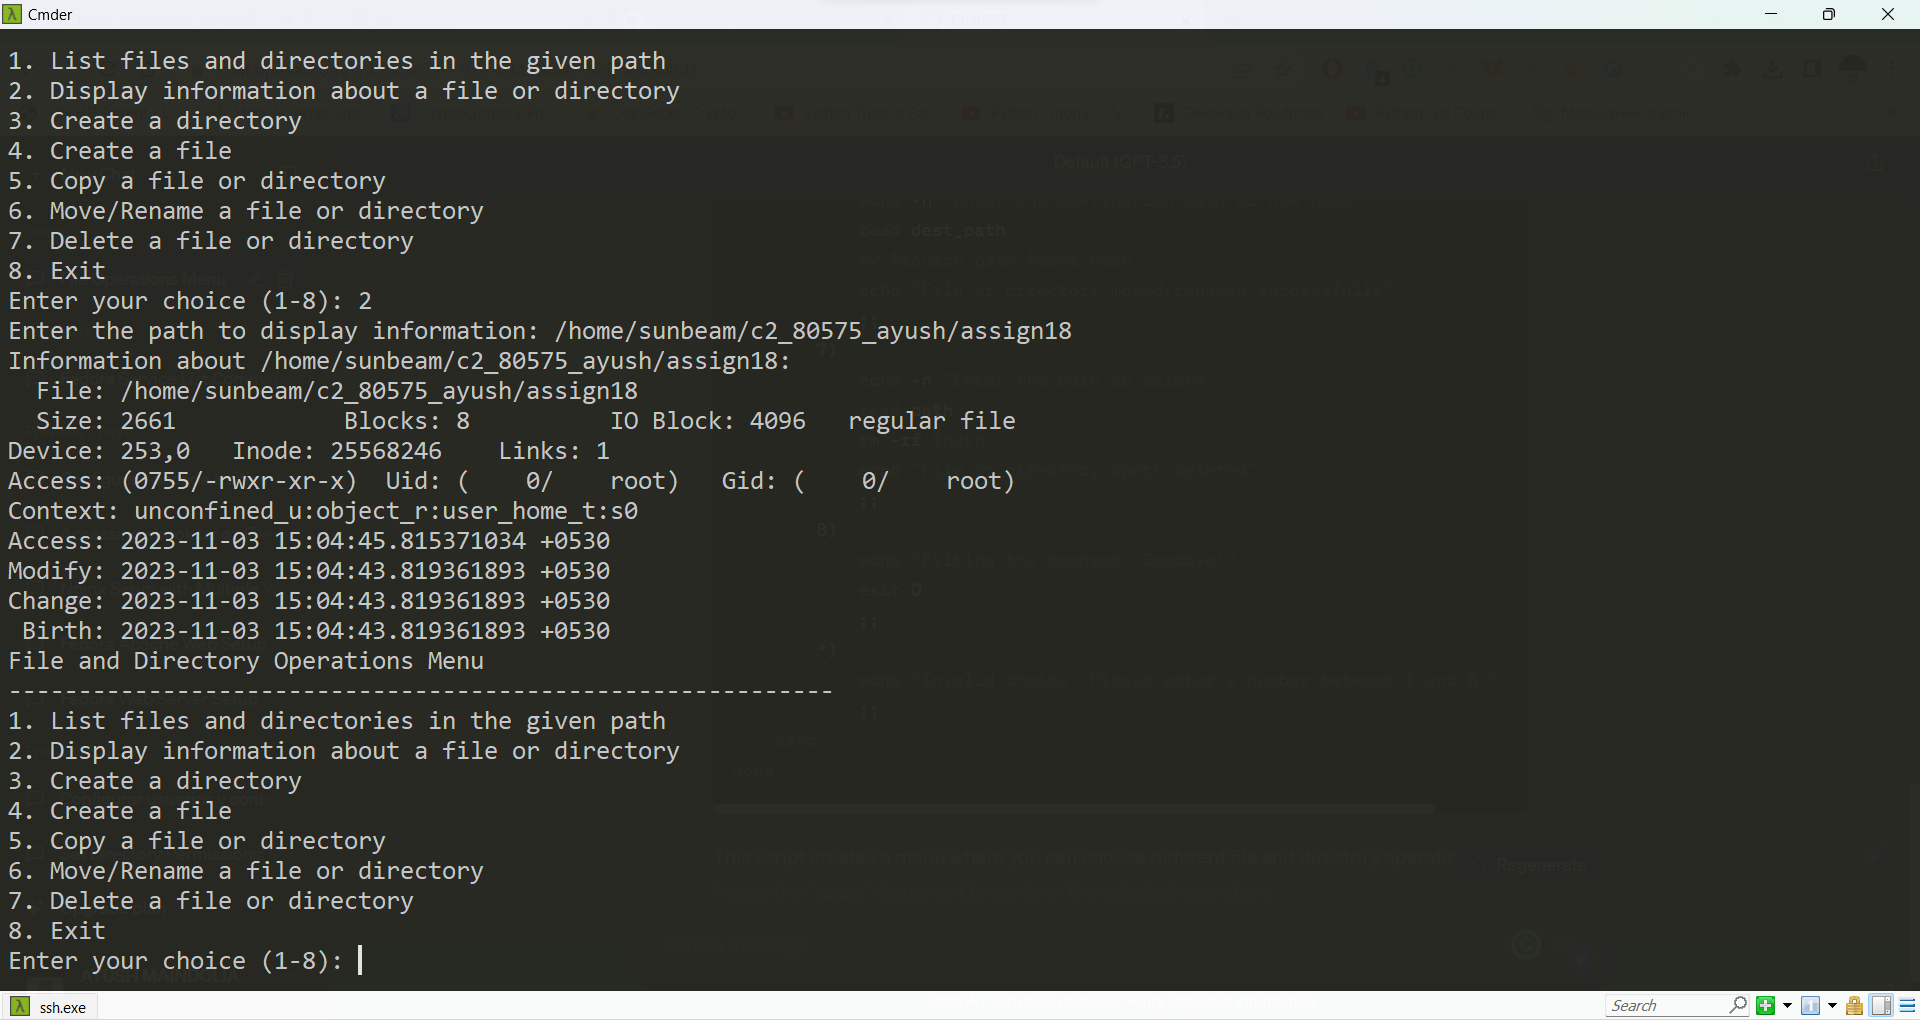 Cmder
1. List files and directories in the given path
2. Display information about a file or directory
3. Create a directory
4. Create a file
5. Copy a file or directory
6. Move/Rename a file or directory
7. Delete a file or directory
8. Exit
Enter your choice (1-8): 2
Enter the path to display information: /home/sunbeam/c2_80575_ayush/assign18
Information about /home/sunbeam/c2_80575_ayush/assign18:
File: /home/sunbeam/c2_80575_ayush/assign18
Size: 2661 Blocks: 8 IO Block: 4096 regular file
Device: 253,0 Inode: 25568246 Links: 1
Access: (0755/-rwxr-xr-x) Uid: ( 0/ root) Gid: ( 0/ root)
Context: unconfined_u:object_r:user_home_t:s0
Access: 2023-11-03 15:04:45.815371034 +0530
Modify: 2023-11-03 15:04:43.819361893 +0530
Change: 2023-11-03 15:04:43.819361893 +0530
Birth: 2023-11-03 15:04:43.819361893 +0530
File and Directory Operations Menu
-----------------------------------------------------------
1. List files and directories in the given path
2. Display information about a file or directory
3. Create a directory
4. Create a file
5. Copy a file or directory
6. Move/Rename a file or directory
7. Delete a file or directory
8. Exit
Enter your choice (1-8):
Default (GPT-3.5)
Regenerate
ssh.exe
Search